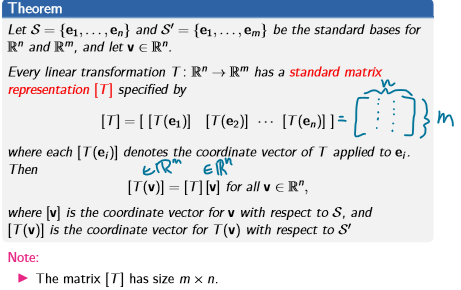 Theorem
Let S = {e₁, . . . , eₙ} and S′ = {e₁, . . . , eₘ} be the standard bases for
ℝⁿ and ℝᵐ, and let v ∈ ℝⁿ.
Every linear transformation T : ℝⁿ → ℝᵐ has a standard matrix
representation [T] specified by
n
[T] = [ [T(e₁)] [T(e₂)] ··· [T(eₙ)] ] = [ ⋮ ⋮ ] } m
where each [T(eᵢ)] denotes the coordinate vector of T applied to eᵢ.
Then
∈ℝᵐ ∈ℝⁿ
[T(v)] = [T][v] for all v ∈ ℝⁿ,
where [v] is the coordinate vector for v with respect to S, and
[T(v)] is the coordinate vector for T(v) with respect to S′
Note:
▶ The matrix [T] has size m × n.